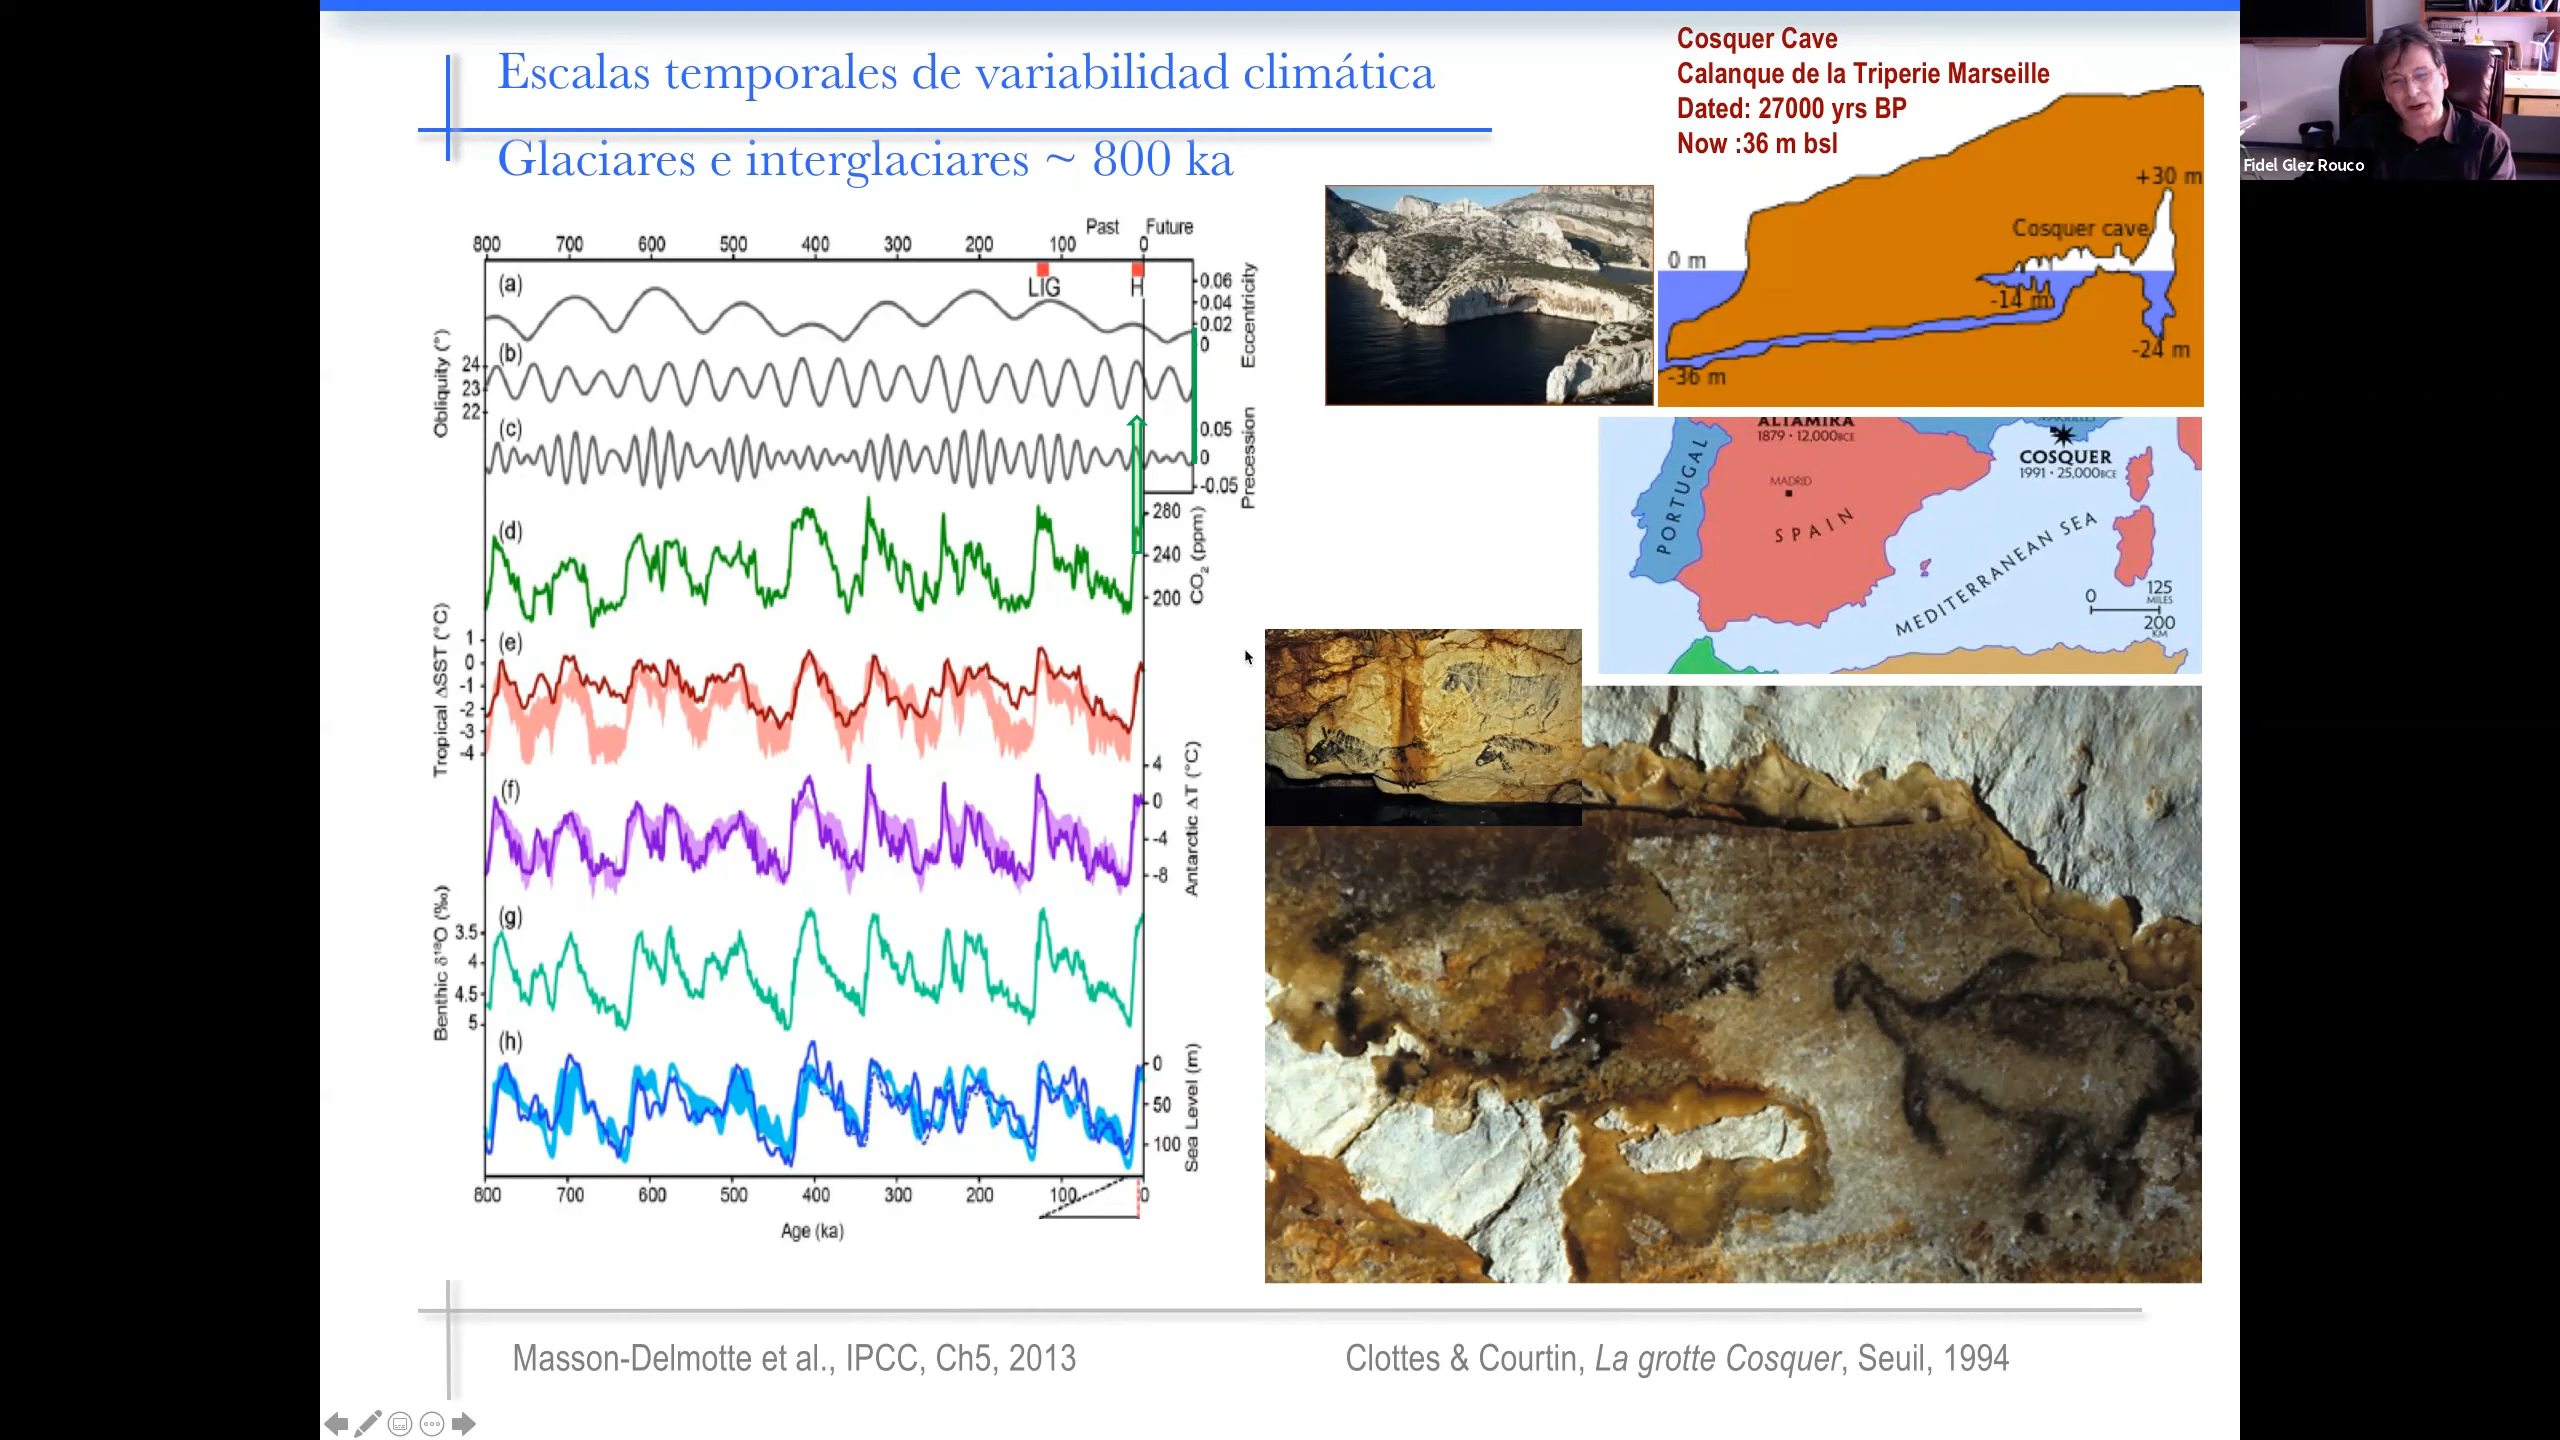 Escalas temporales de variabilidad climática
Glaciares e interglaciares ~ 800 ka
Cosquer Cave
Calanque de la Triperie Marseille
Dated: 27000 yrs BP
Now :36 m bsl
Fidel Glez Rouco
Past Future
800 700 600 500 400 300 200 100 0
(a)
LIG
H
0.06
0.04
0.02
0
Eccentricity
(b)
24
23
22
Obliquity (°)
(c)
0.05
0
-0.05
Precession
(d)
280
240
200
CO2 (ppm)
(e)
1
0
-1
-2
-3
-4
Tropical ΔSST (°C)
(f)
4
0
-4
-8
Antarctic ΔT (°C)
(g)
3.5
4
4.5
5
Benthic δ18O (‰)
(h)
0
50
100
Sea Level (m)
800 700 600 500 400 300 200 100 0
Age (ka)
+30 m
Cosquer cave
0 m
-14 m
-24 m
-36 m
ALTAMIRA
1879 · 12,000BCE
COSQUER
1991 · 25,000BCE
MADRID
PORTUGAL
SPAIN
MEDITERRANEAN SEA
0 125
MILES
200
KM
Masson-Delmotte et al., IPCC, Ch5, 2013
Clottes & Courtin, La grotte Cosquer, Seuil, 1994